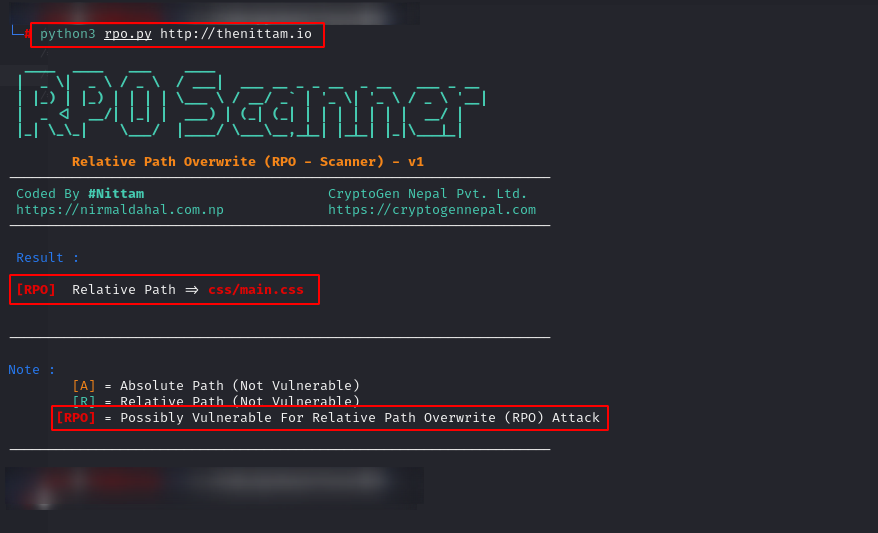 └─# python3 rpo.py http://thenittam.io
RPO Scanner
Relative Path Overwrite (RPO - Scanner) - v1
Coded By #Nittam CryptoGen Nepal Pvt. Ltd.
https://nirmaldahal.com.np https://cryptogennepal.com
Result :
[RPO] Relative Path => css/main.css
Note :
[A] = Absolute Path (Not Vulnerable)
[R] = Relative Path (Not Vulnerable)
[RPO] = Possibly Vulnerable For Relative Path Overwrite (RPO) Attack